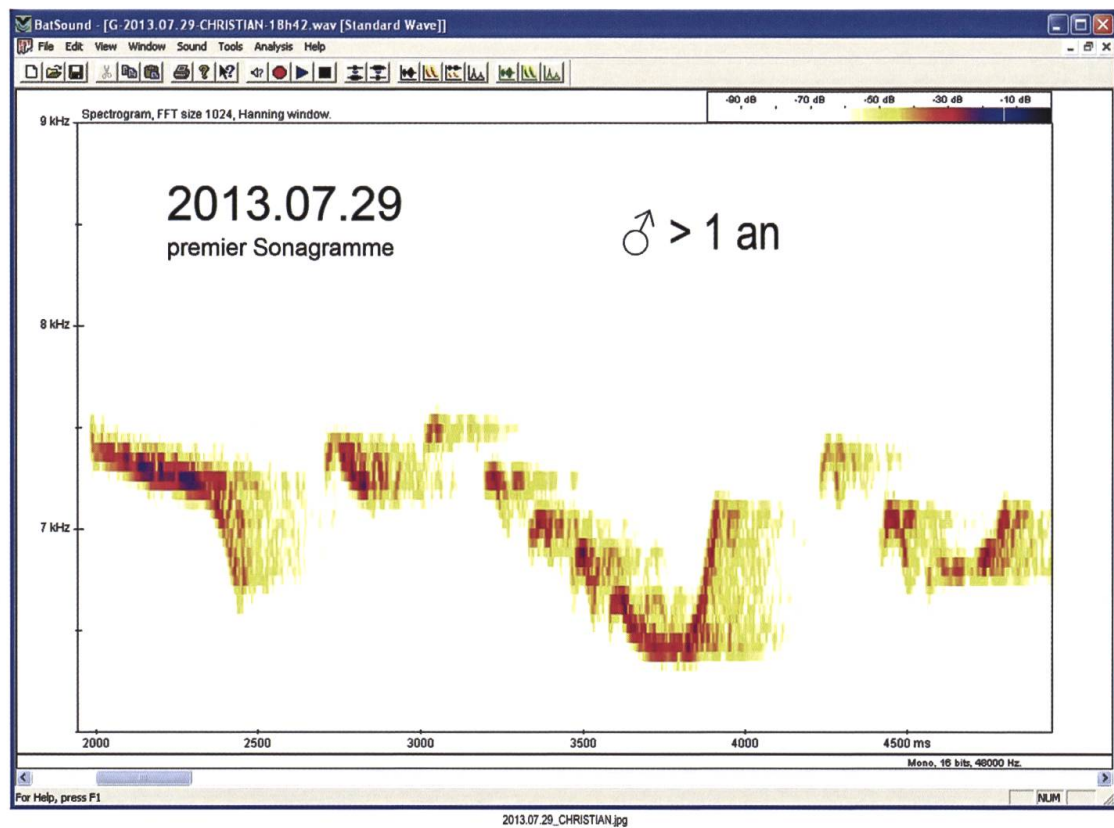 BatSound - [G-2013.07.29-CHRISTIAN-18h42.wav [Standard Wave]]
File Edit View Window Sound Tools Analysis Help
-90 dB -70 dB -50 dB -30 dB -10 dB
Spectrogram, FFT size 1024, Hanning window.
9 kHz
2013.07.29
premier Sonagramme
♂ > 1 an
8 kHz
7 kHz
2000 2500 3000 3500 4000 4500 ms
Mono, 16 bits, 48000 Hz.
For Help, press F1 NUM
2013.07.29_CHRISTIAN.jpg